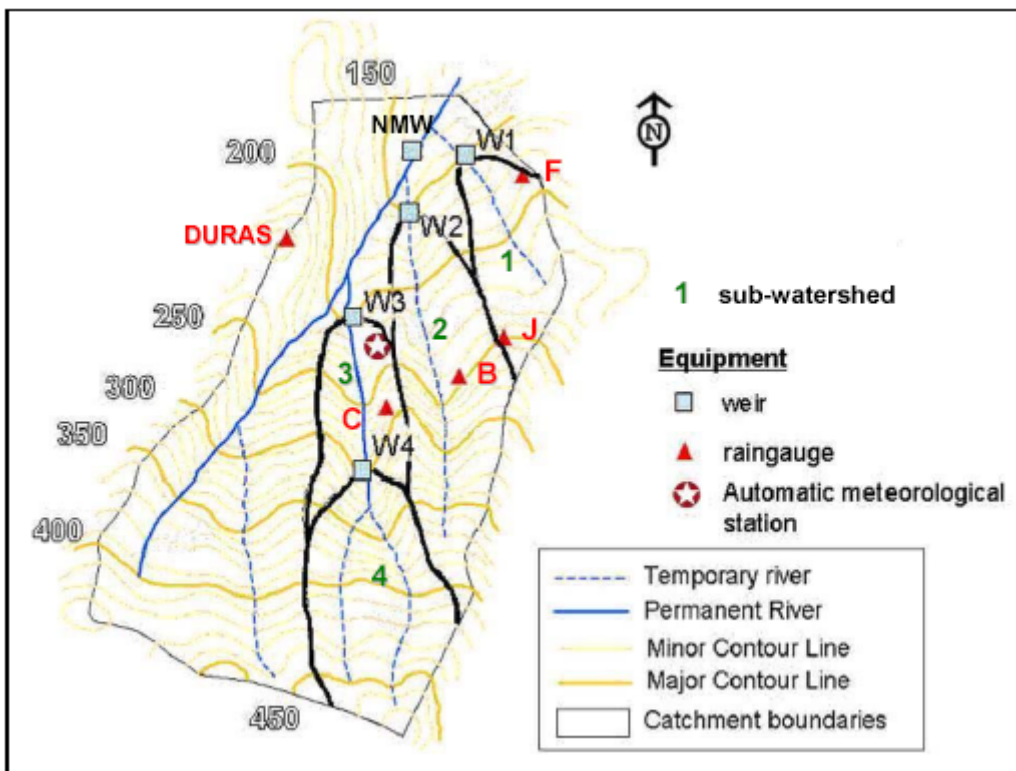 150
NMW
W1
200
F
DURAS
W2
1
1 sub-watershed
250
W3
2
J
Equipment
300
3
B
weir
350
C
W4
raingauge
Automatic meteorological
station
400
4
Temporary river
Permanent River
Minor Contour Line
Major Contour Line
450
Catchment boundaries
N